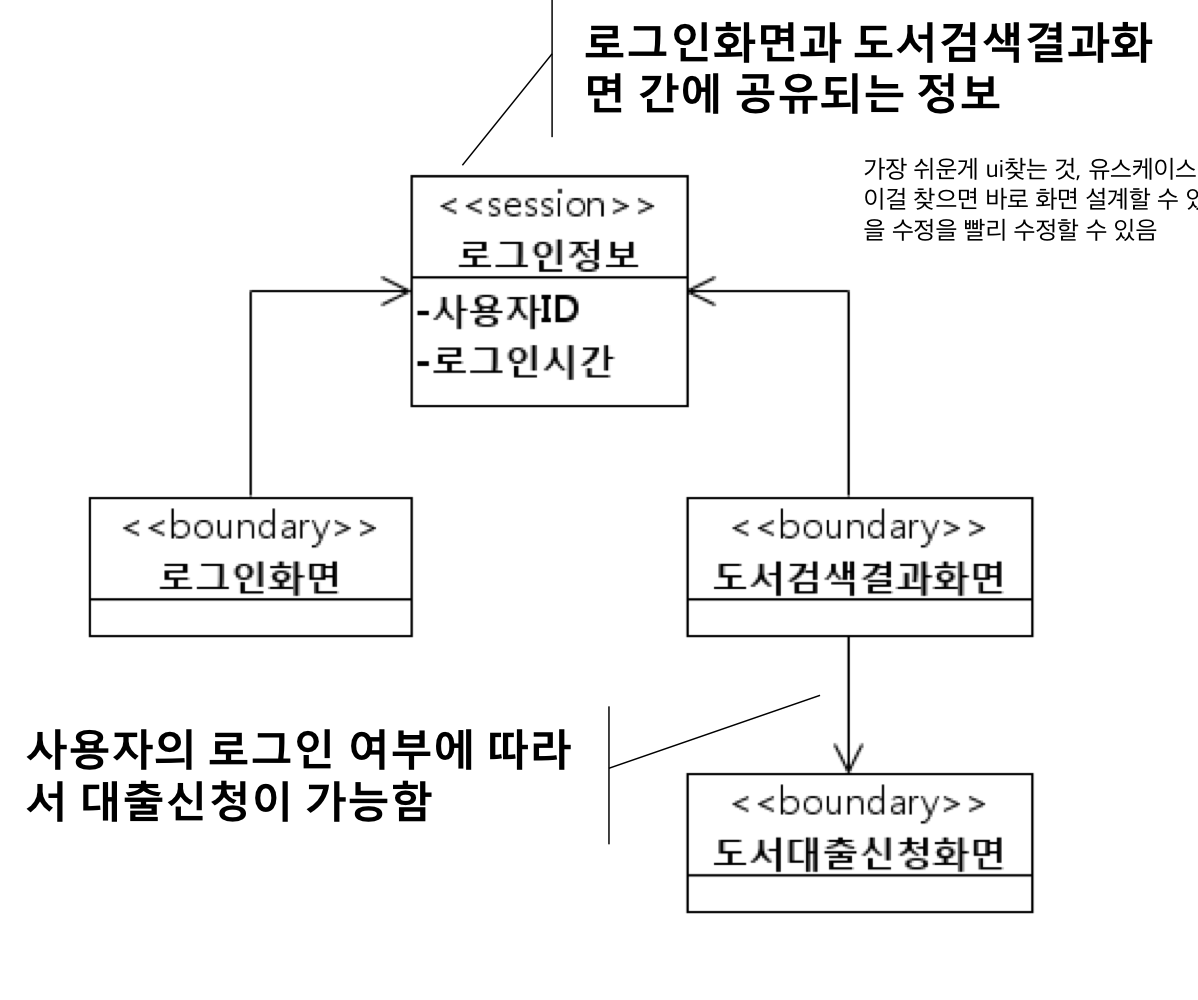 로그인화면과 도서검색결과화
면 간에 공유되는 정보
가장 쉬운게 ui찾는 것, 유스케이스
이걸 찾으면 바로 화면 설계할 수 있
을 수정을 빨리 수정할 수 있음
<<session>>
로그인정보
-사용자ID
-로그인시간
<<boundary>>
로그인화면
<<boundary>>
도서검색결과화면
사용자의 로그인 여부에 따라
서 대출신청이 가능함
<<boundary>>
도서대출신청화면